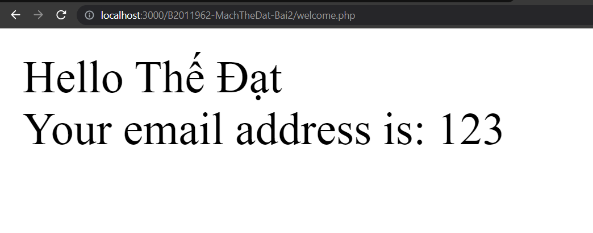 localhost:3000/B2011962-MachTheDat-Bai2/welcome.php
Hello Thế Đạt
Your email address is: 123